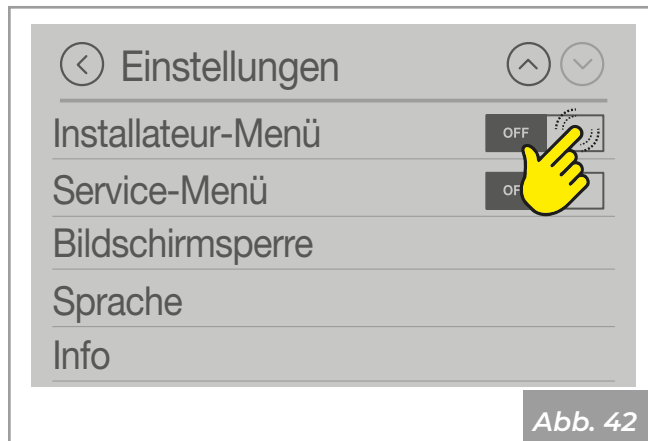 Einstellungen
Installateur-Menü OFF
Service-Menü
Bildschirmsperre
Sprache
Info
Abb. 42